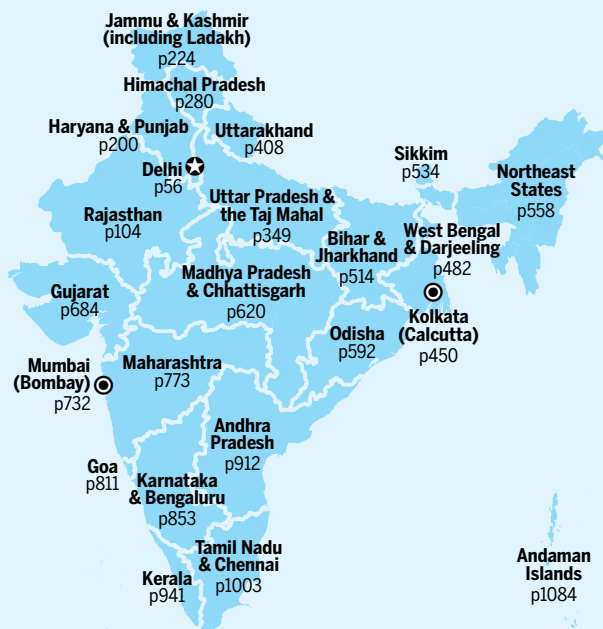 Jammu & Kashmir
(including Ladakh)
p224
Himachal Pradesh
p280
Haryana & Punjab
p200
Uttarakhand
p408
Delhi
p56
Sikkim
p534
Northeast
States
p558
Rajasthan
p104
Uttar Pradesh &
the Taj Mahal
p349
Bihar &
Jharkhand
p514
West Bengal
& Darjeeling
p482
Gujarat
p684
Madhya Pradesh
& Chhattisgarh
p620
Kolkata
(Calcutta)
p450
Odisha
p592
Mumbai
(Bombay)
p732
Maharashtra
p773
Andhra
Pradesh
p912
Goa
p811
Karnataka
& Bengaluru
p853
Tamil Nadu
& Chennai
p1003
Kerala
p941
Andaman
Islands
p1084